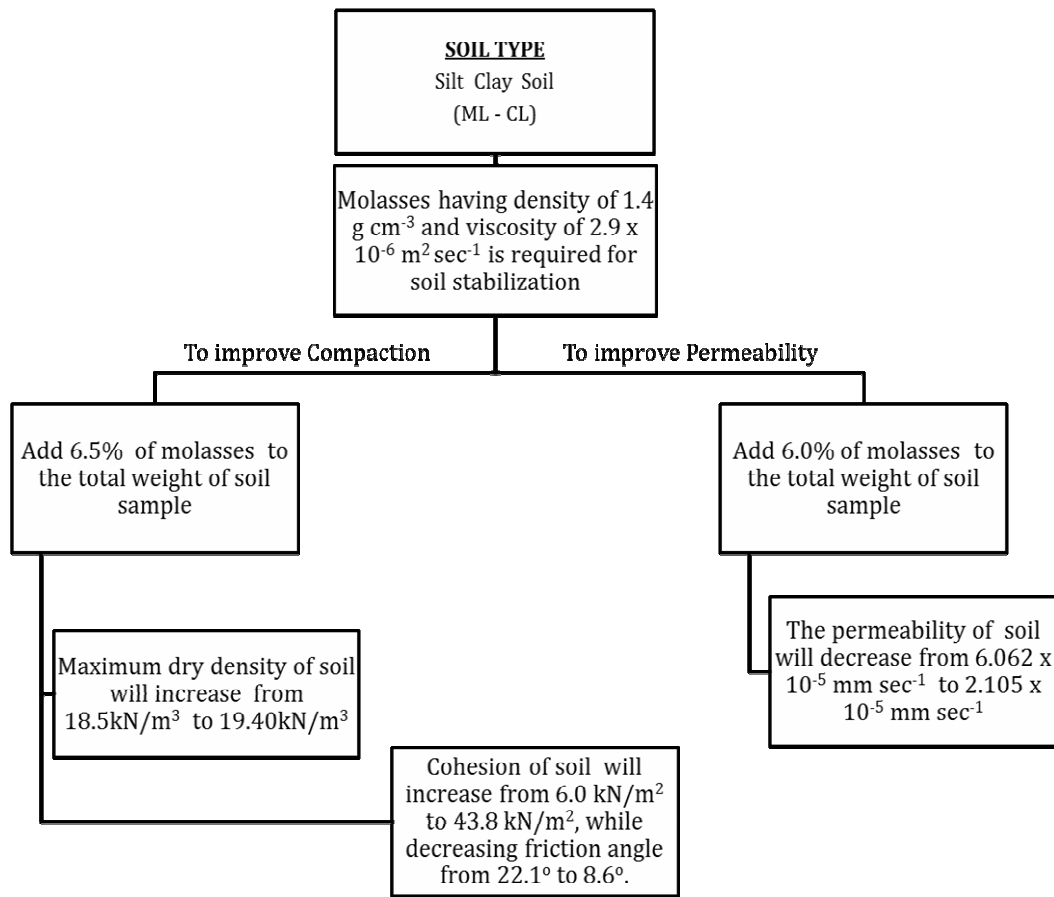 SOIL TYPE
Silt Clay Soil
(ML - CL)
Molasses having density of 1.4
g cm⁻³ and viscosity of 2.9 x
10⁻⁶ m² sec⁻¹ is required for
soil stabilization
To improve Compaction
To improve Permeability
Add 6.5% of molasses to
the total weight of soil
sample
Add 6.0% of molasses to
the total weight of soil
sample
Maximum dry density of soil
will increase from
18.5kN/m³ to 19.40kN/m³
The permeability of soil
will decrease from 6.062 x
10⁻⁵ mm sec⁻¹ to 2.105 x
10⁻⁵ mm sec⁻¹
Cohesion of soil will
increase from 6.0 kN/m²
to 43.8 kN/m², while
decreasing friction angle
from 22.1º to 8.6º.